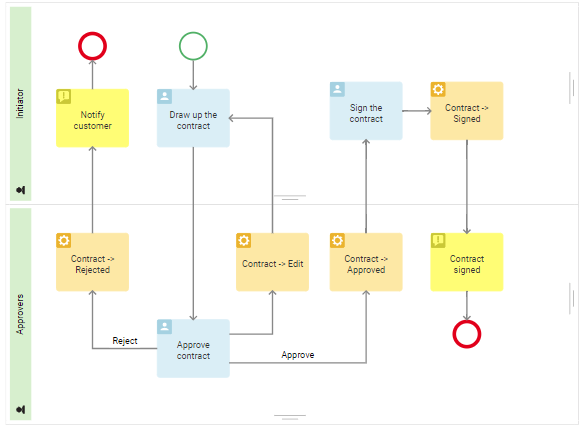 Initiator
Notify
customer
Draw up the
contract
Sign the
contract
Contract ->
Signed
Approvers
Contract ->
Rejected
Contract -> Edit
Contract ->
Approved
Contract
signed
Reject
Approve
contract
Approve